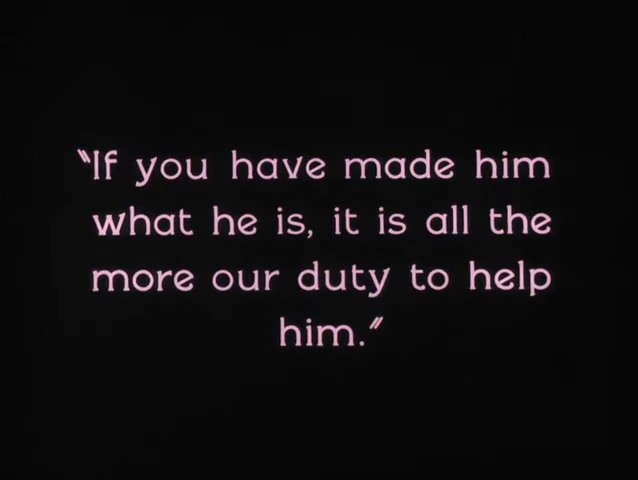 "If you have made him
what he is, it is all the
more our duty to help
him."